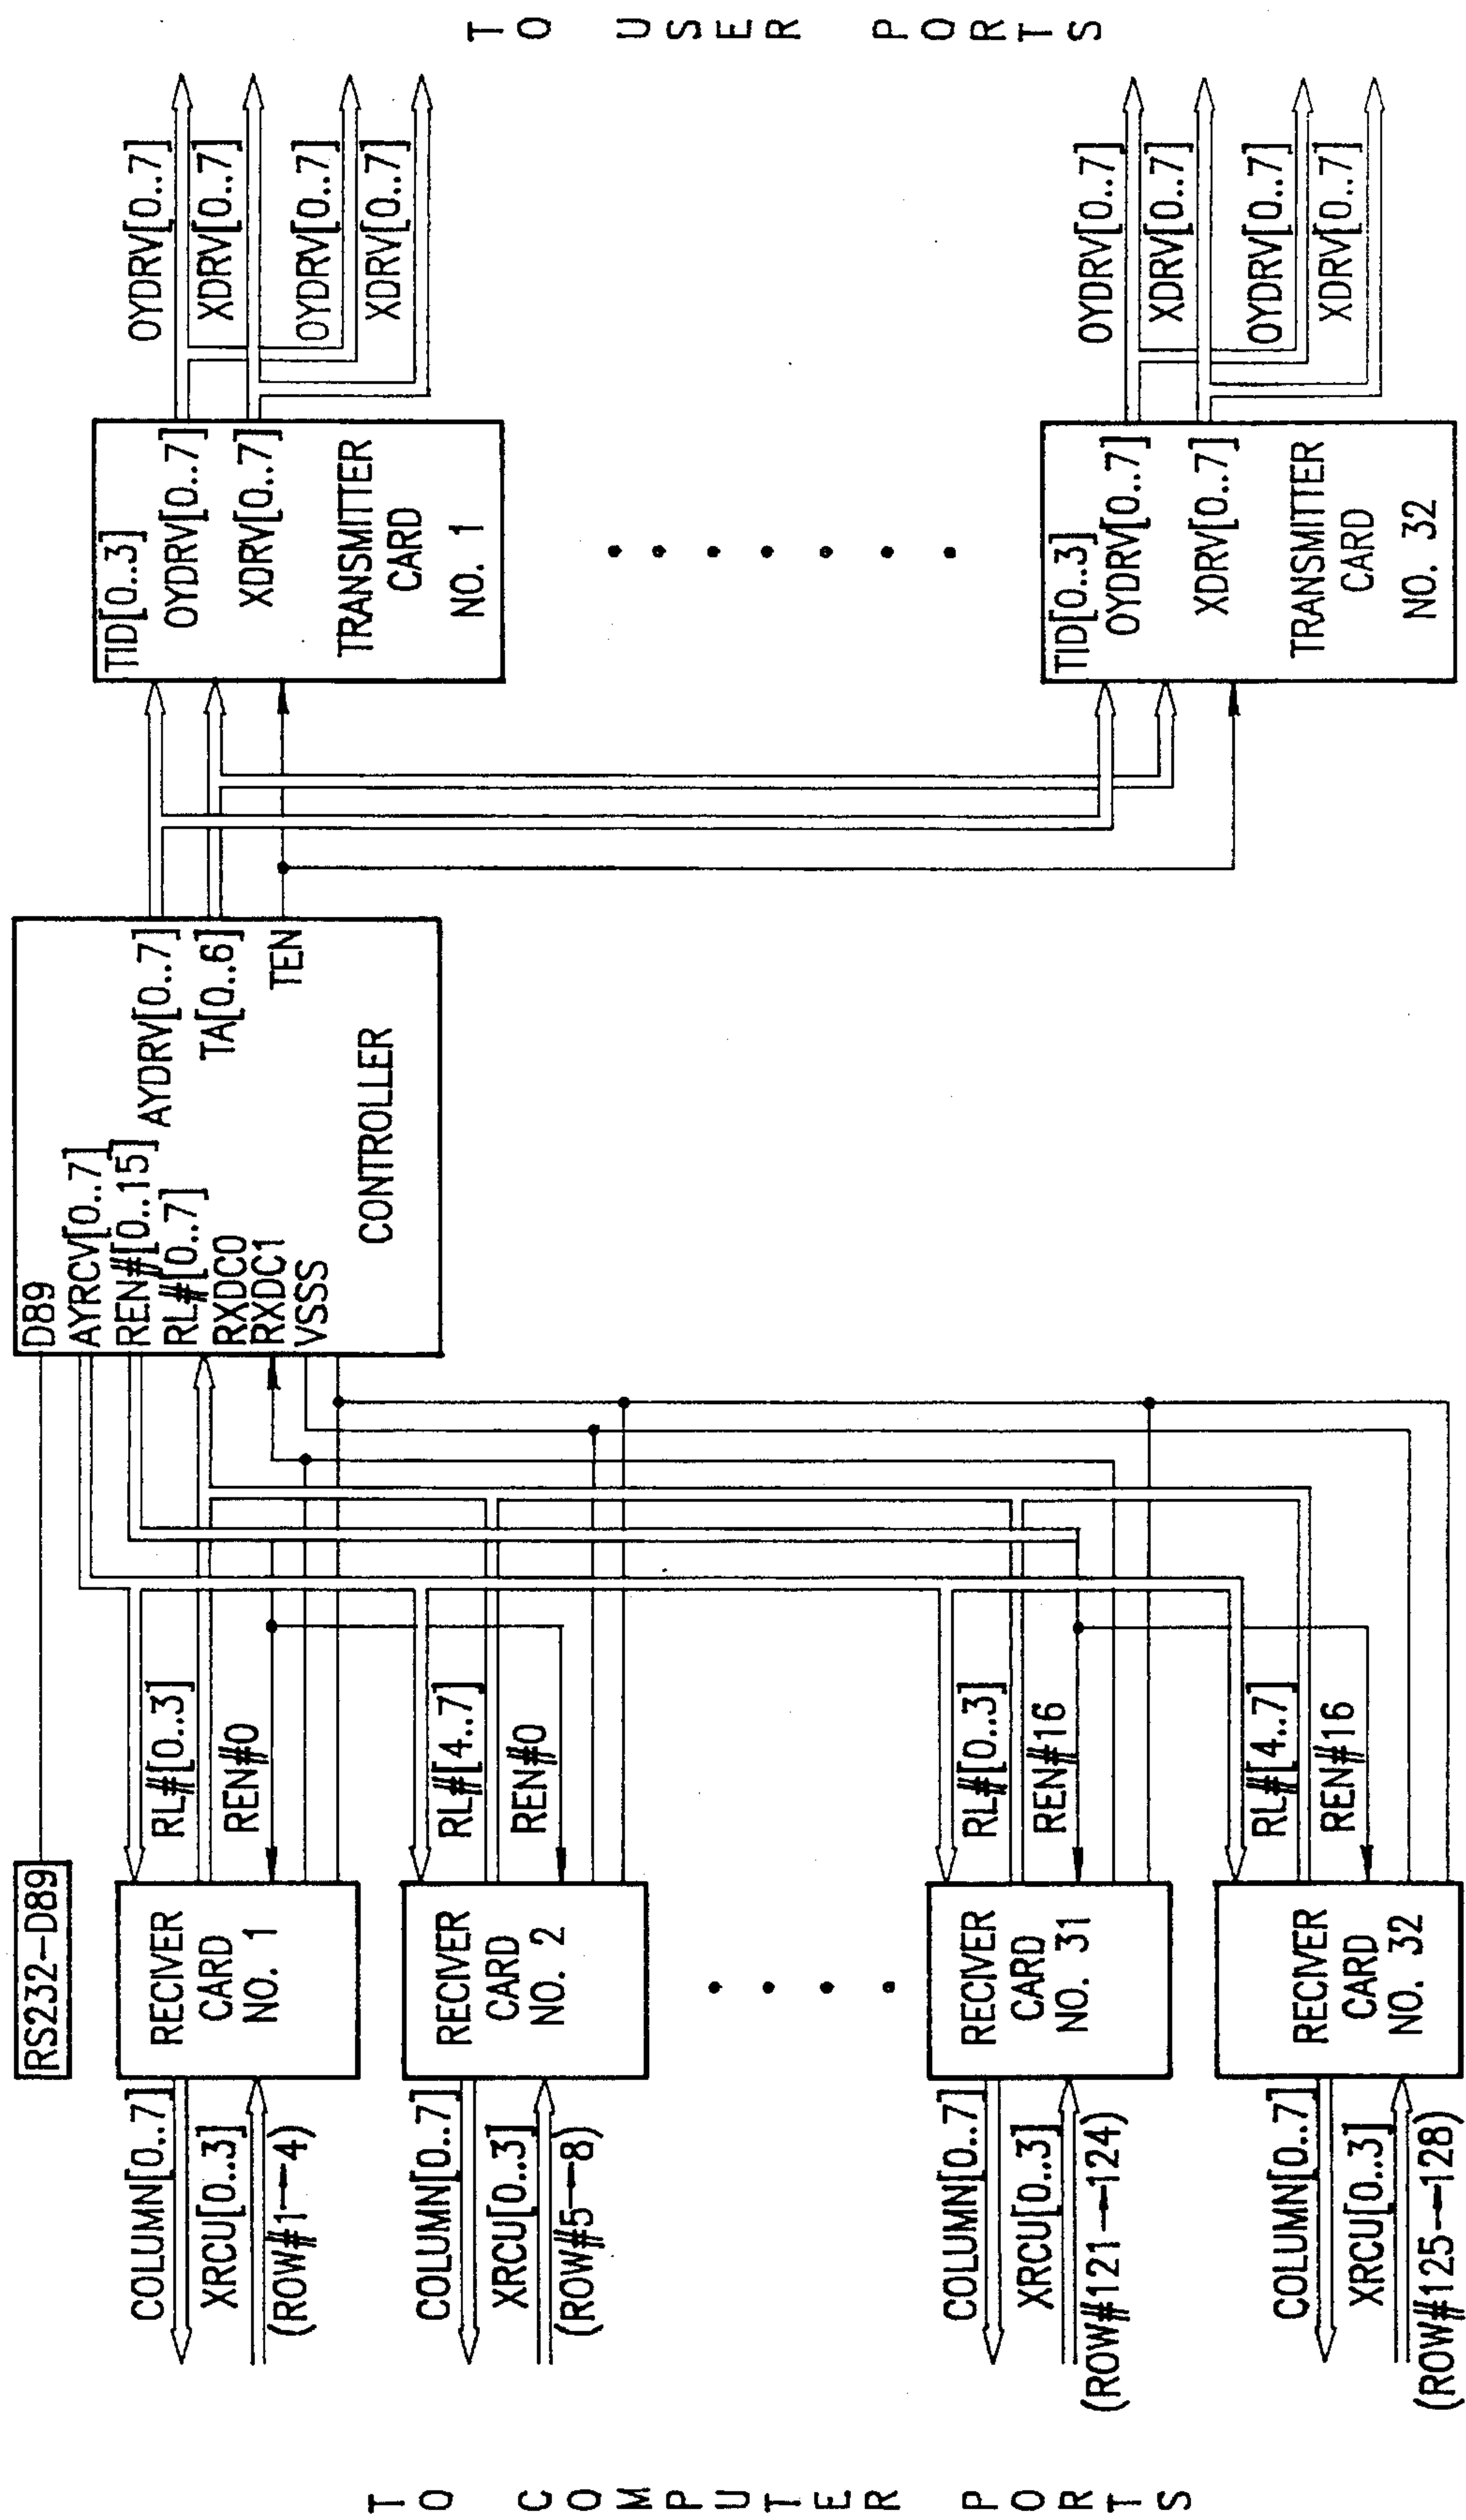 TO COMPUTER PORTS
COLUMN[0..7]
XRCU[0..3]
(ROW#1→4)
COLUMN[0..7]
XRCU[0..3]
(ROW#5→8)
COLUMN[0..7]
XRCU[0..3]
(ROW#121→124)
COLUMN[0..7]
XRCU[0..3]
(ROW#125→128)
RS232-D89
RECIVER
CARD
NO. 1
RECIVER
CARD
NO. 2
RECIVER
CARD
NO. 31
RECIVER
CARD
NO. 32
RL#[0..3]
REN#0
RL#[4..7]
REN#0
RL#[0..3]
REN#16
RL#[4..7]
REN#16
D89
AYRCV[0..7]
REN#[0..15]
RL#[0..7]
RXDC0
RXDC1
VSSS
AYDRV[0..7]
TA[0..6]
TEN
CONTROLLER
TID[0..3]
OYDRV[0..7]
XDRV[0..7]
TRANSMITTER
CARD
NO. 1
TID[0..3]
OYDRV[0..7]
XDRV[0..7]
TRANSMITTER
CARD
NO. 32
OYDRV[0..7]
XDRV[0..7]
OYDRV[0..7]
XDRV[0..7]
OYDRV[0..7]
XDRV[0..7]
OYDRV[0..7]
XDRV[0..7]
TO USER PORTS